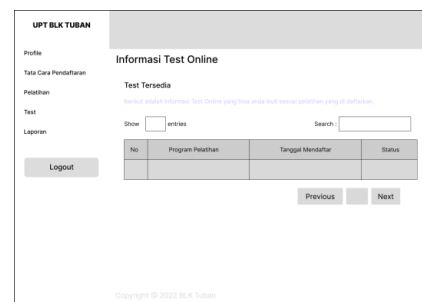 UPT BLK TUBAN
Profile
Tata Cara Pendaftaran
Pelatihan
Test
Laporan
Logout
Informasi Test Online
Test Tersedia
berikut adalah Informasi Test Online yang bisa anda ikuti sesuai pelatihan yang di daftarkan.
Show entries Search :
No Program Pelatihan Tanggal Mendaftar Status
Previous Next
Copyright © 2022 BLK Tuban